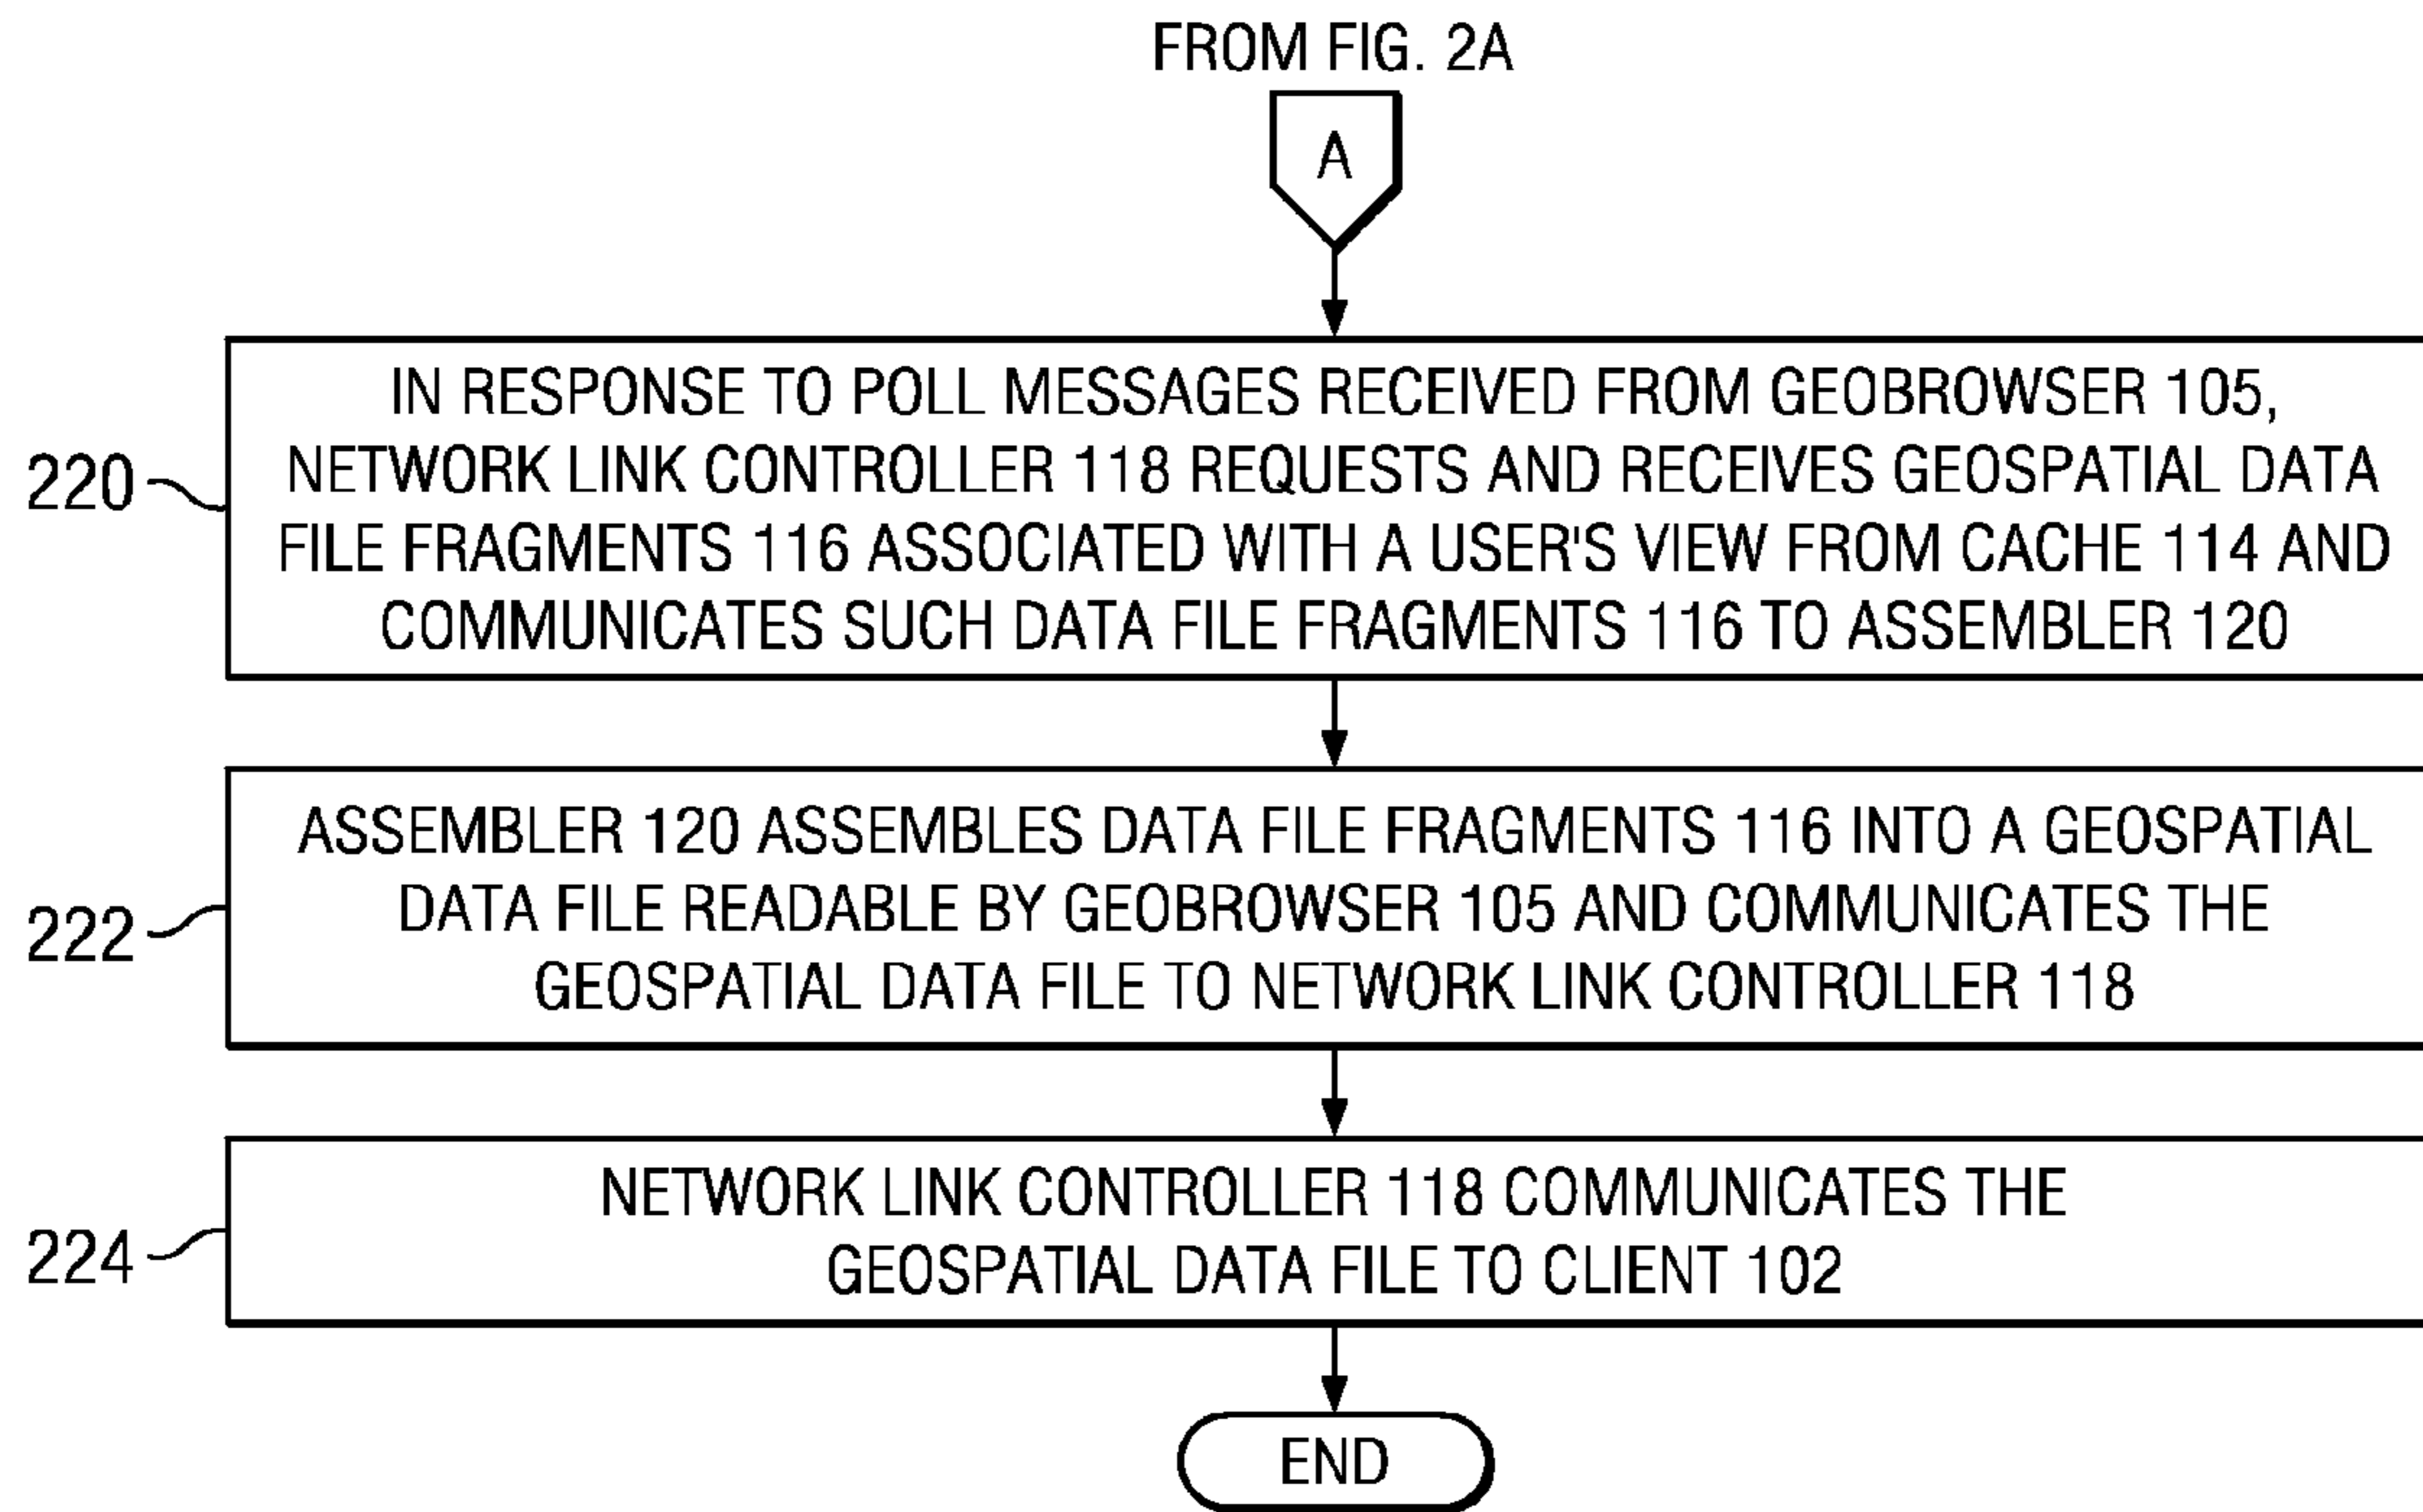 FROM FIG. 2A
A
220
IN RESPONSE TO POLL MESSAGES RECEIVED FROM GEOBROWSER 105,
NETWORK LINK CONTROLLER 118 REQUESTS AND RECEIVES GEOSPATIAL DATA
FILE FRAGMENTS 116 ASSOCIATED WITH A USER'S VIEW FROM CACHE 114 AND
COMMUNICATES SUCH DATA FILE FRAGMENTS 116 TO ASSEMBLER 120
222
ASSEMBLER 120 ASSEMBLES DATA FILE FRAGMENTS 116 INTO A GEOSPATIAL
DATA FILE READABLE BY GEOBROWSER 105 AND COMMUNICATES THE
GEOSPATIAL DATA FILE TO NETWORK LINK CONTROLLER 118
224
NETWORK LINK CONTROLLER 118 COMMUNICATES THE
GEOSPATIAL DATA FILE TO CLIENT 102
END